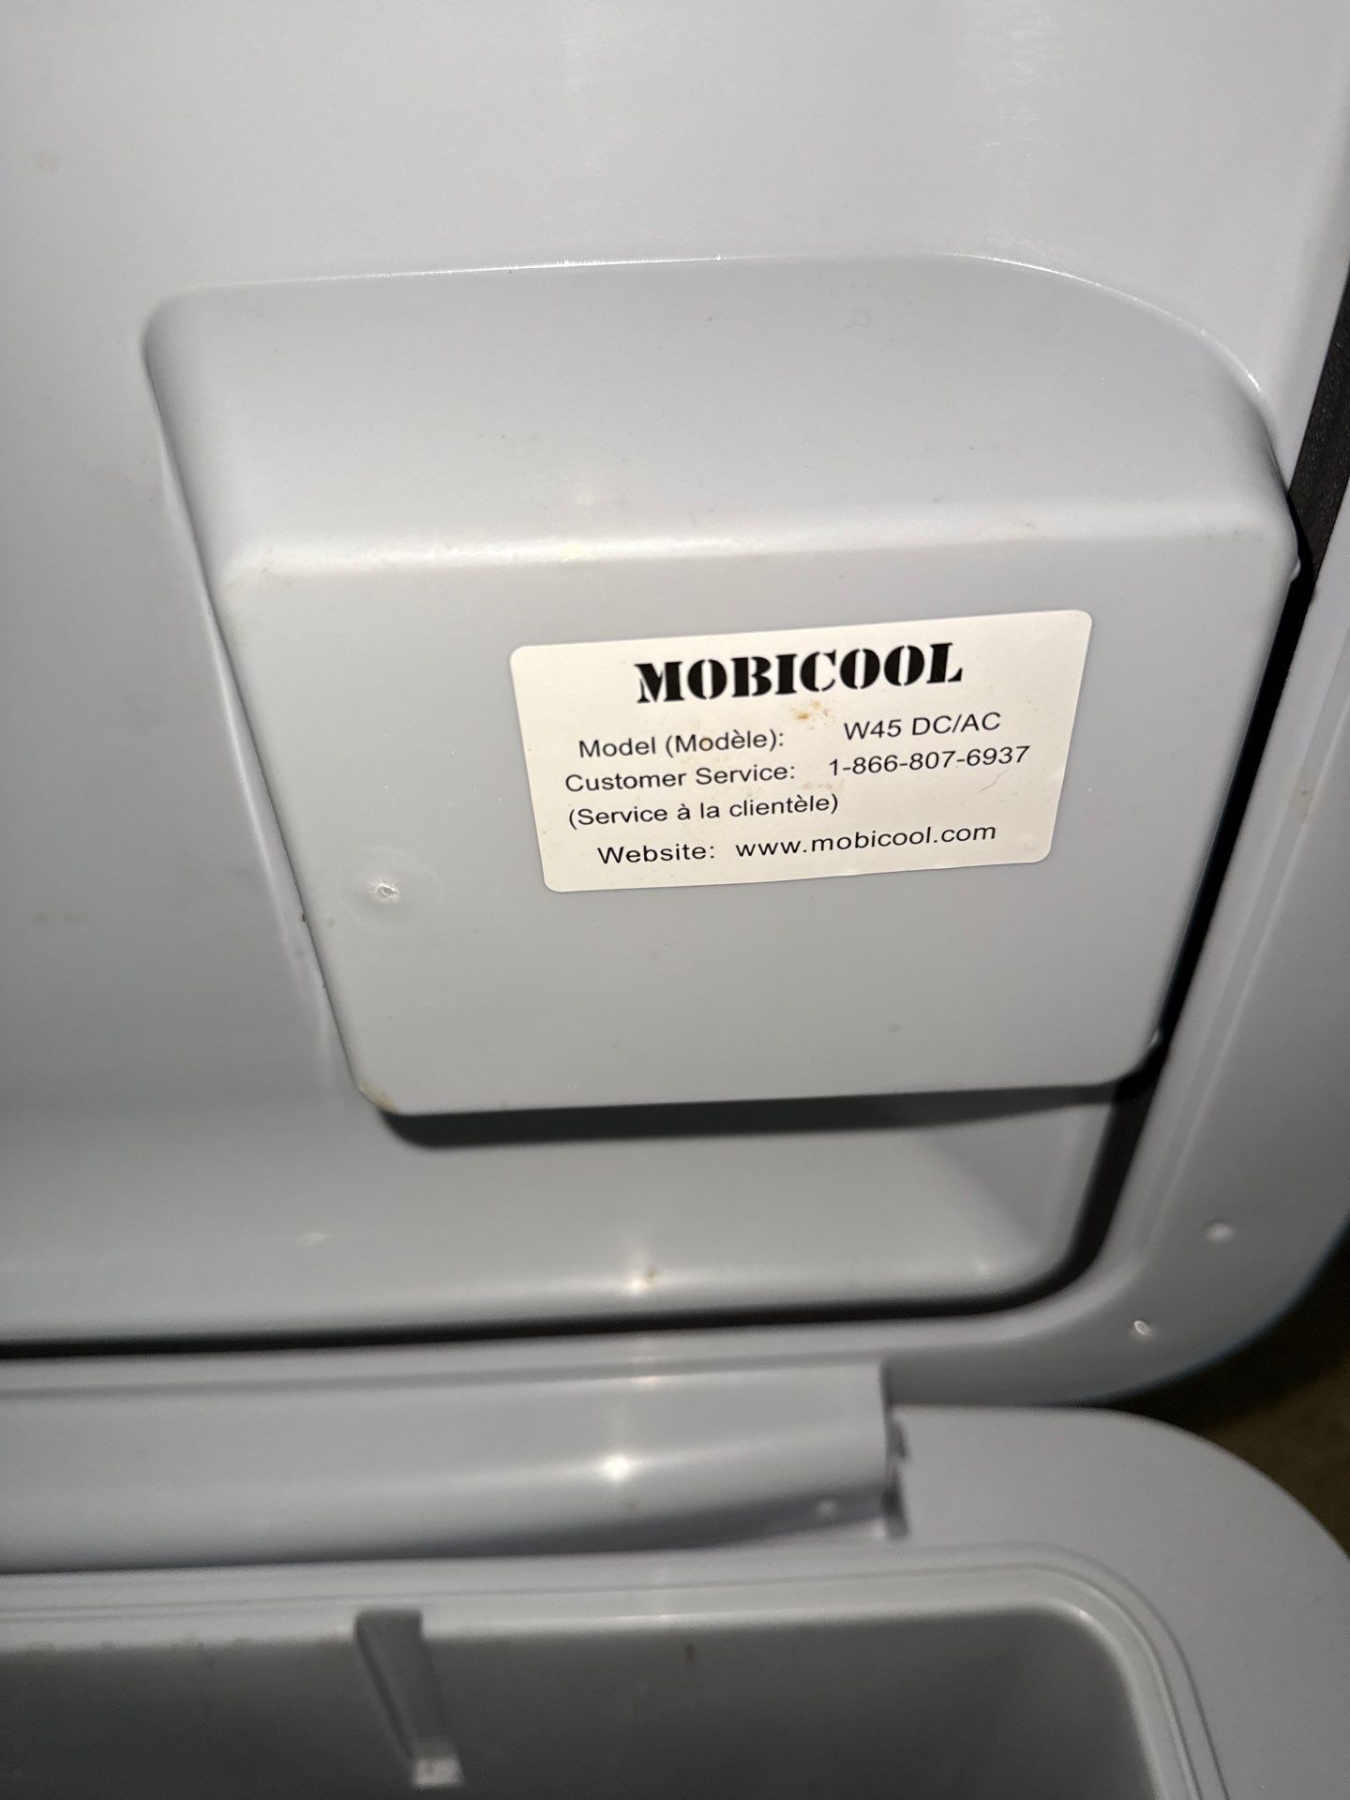 MOBICOOL
Model (Modèle): W45 DC/AC
Customer Service: 1-866-807-6937
(Service à la clientèle)
Website: www.mobicool.com